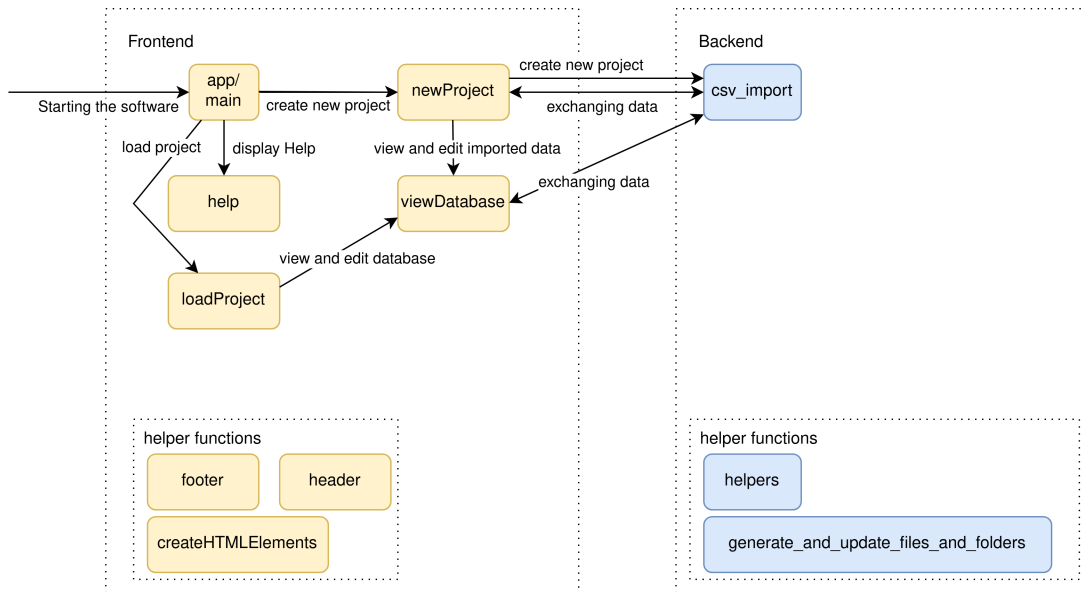 Frontend
Backend
app/
main
newProject
create new project
csv_import
Starting the software
create new project
exchanging data
load project
display Help
view and edit imported data
help
viewDatabase
exchanging data
view and edit database
loadProject
helper functions
footer
header
createHTMLElements
helper functions
helpers
generate_and_update_files_and_folders